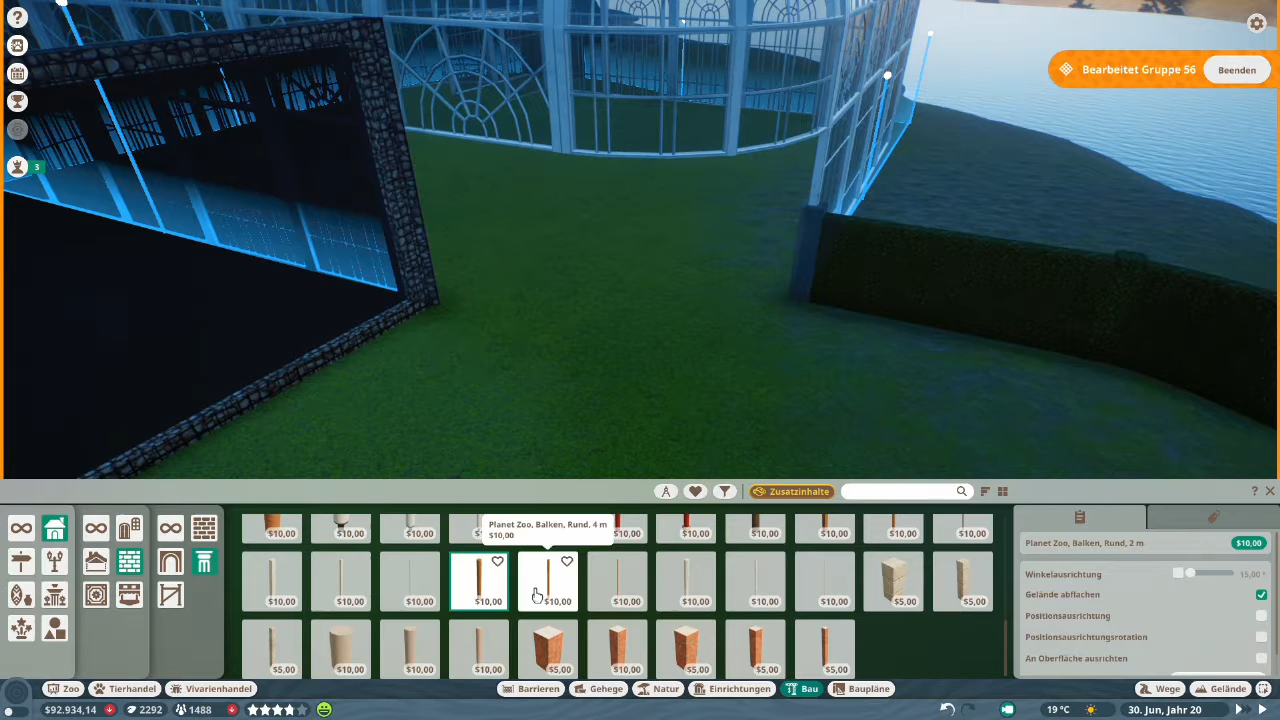 ?
Bearbeitet Gruppe 56
Beenden
3
Zusatzinhalte
?
Planet Zoo, Balken, Rund, 4 m
$10,00
$10,00 $10,00 $10,00 $10,00 $10,00 $10,00 $10,00 $10,00 $10,00
$10,00 $10,00 $10,00 $10,00 $10,00 $10,00 $10,00 $10,00 $10,00 $5,00 $5,00
$5,00 $10,00 $10,00 $10,00 $5,00 $10,00 $10,00 $10,00 $10,00
Planet Zoo, Balken, Rund, 2 m
$10,00
Winkelausrichtung
15,00 °
Gelände abflachen
Positionsausrichtung
Positionsausrichtungsrotation
An Oberfläche ausrichten
Zoo
Tierhandel
Vivarienhandel
Barrieren
Gehege
Natur
Einrichtungen
Bau
Baupläne
Wege
Gelände
$92.934,14
2292
1488
19 °C
30. Jun, Jahr 20